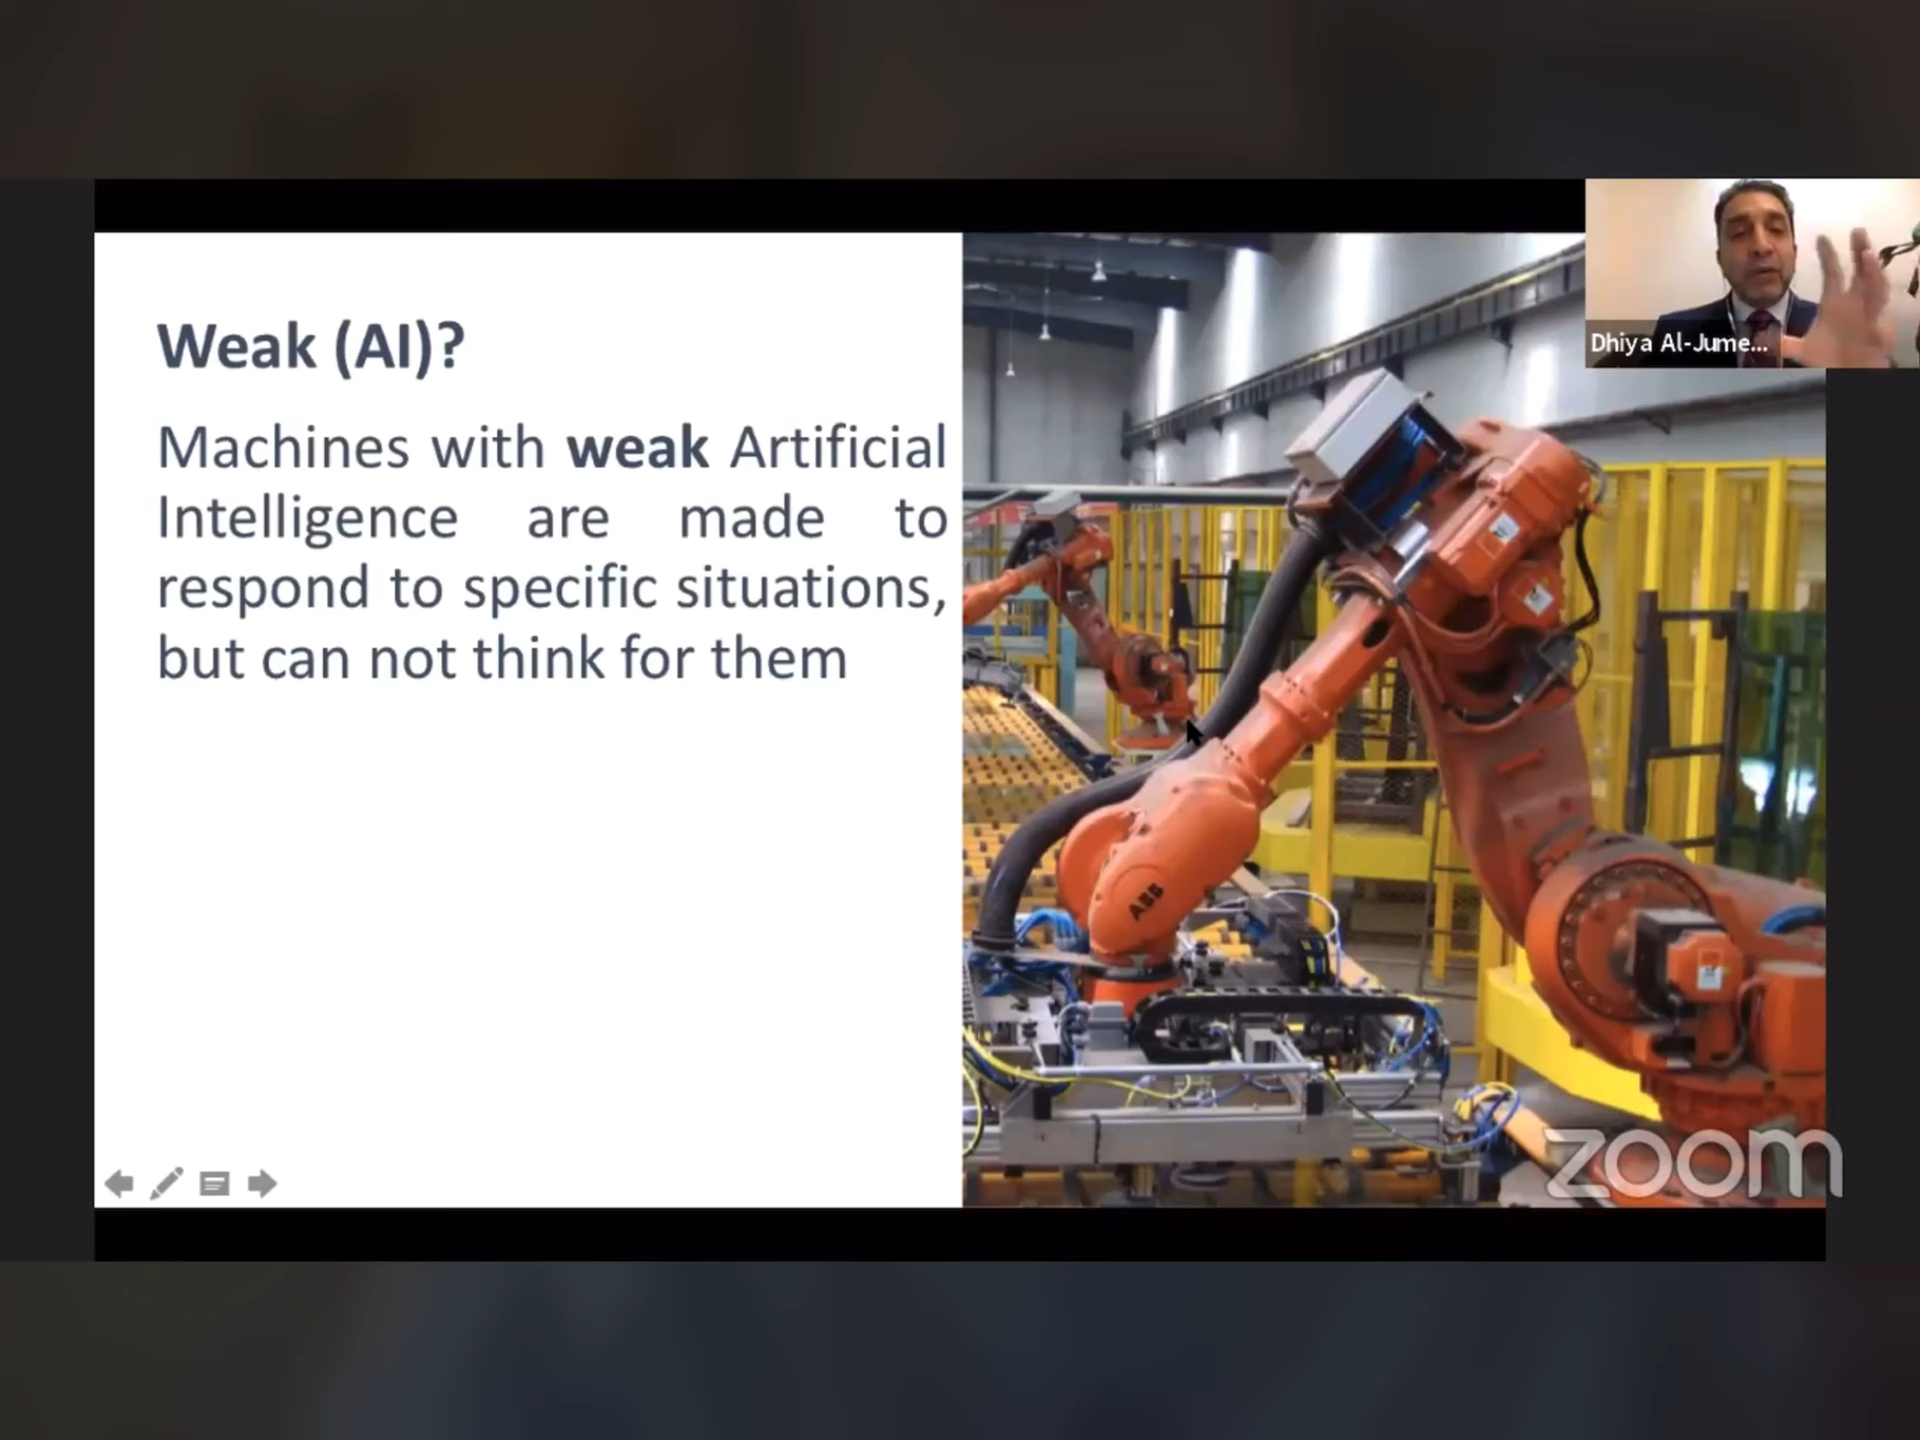 Weak (AI)?
Machines with weak Artificial
Intelligence are made to
respond to specific situations,
but can not think for them
Dhiya Al-Jume...
ABB
zoom